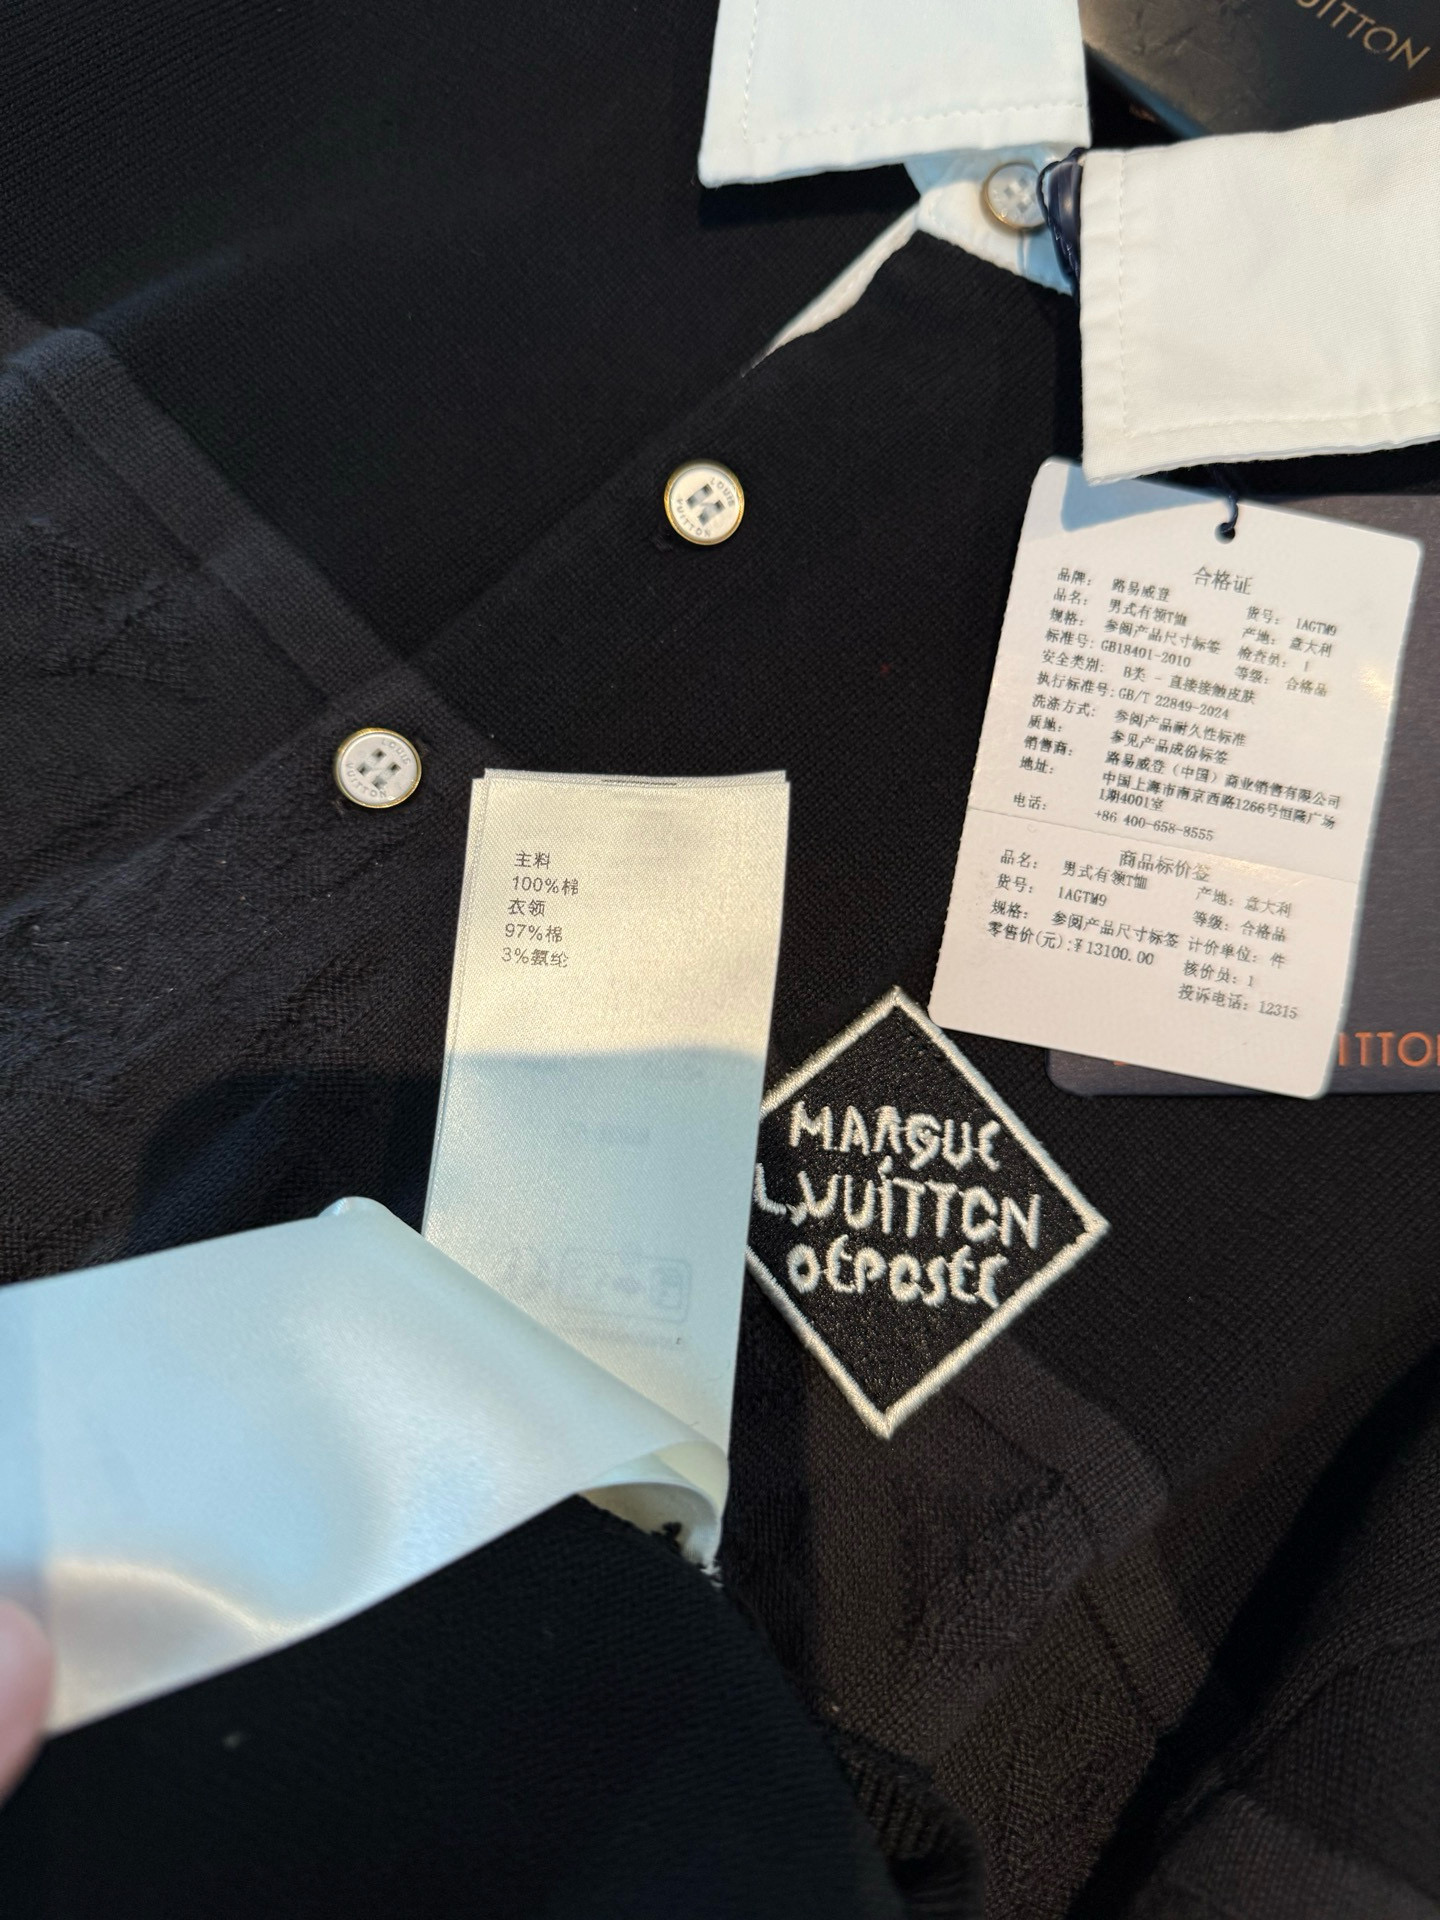 UITTON
LOUIS
VUITTON
LOUIS
VUITTON
合格证
品牌： 路易威登
品名： 男式有领T恤 货号： 1AGTM9
规格： 参阅产品尺寸标签 产地： 意大利
标准号：GB18401-2010 检查员： 1
安全类别： B类 - 直接接触皮肤 等级： 合格品
执行标准号：GB/T 22849-2024
洗涤方式： 参阅产品耐久性标准
质地： 参见产品成份标签
销售商： 路易威登（中国）商业销售有限公司
地址： 中国上海市南京西路1266号恒隆广场
1期4001室
电话： +86 400-658-8555
商品标价签
品名： 男式有领T恤 产地：意大利
货号： 1AGTM9 等级：合格品
规格： 参阅产品尺寸标签 计价单位： 件
零售价(元):¥13100.00 核价员：1
投诉电话：12315
主料
100%棉
衣领
97%棉
3%氨纶
ITTO
MARQUE
L.VUITTON
DÉPOSÉE